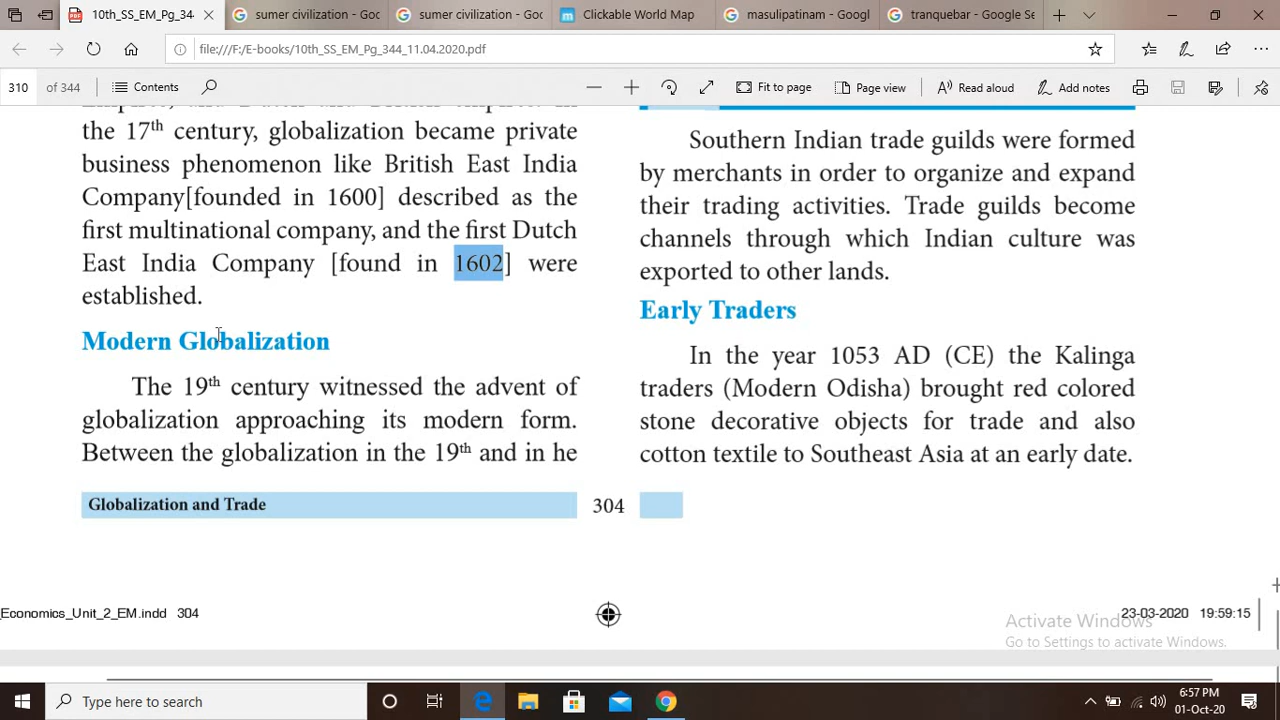 10th_SS_EM_Pg_344
sumer civilization - Goo
sumer civilization - Goo
Clickable World Map
masulipatinam - Googl
tranquebar - Google Se
file:///F:/E-books/10th_SS_EM_Pg_344_11.04.2020.pdf
310 of 344 Contents Fit to page Page view Read aloud Add notes
the 17th century, globalization became private
business phenomenon like British East India
Company[founded in 1600] described as the
first multinational company, and the first Dutch
East India Company [found in 1602] were
established.
Modern Globalization
The 19th century witnessed the advent of
globalization approaching its modern form.
Between the globalization in the 19th and in he
Southern Indian trade guilds were formed
by merchants in order to organize and expand
their trading activities. Trade guilds become
channels through which Indian culture was
exported to other lands.
Early Traders
In the year 1053 AD (CE) the Kalinga
traders (Modern Odisha) brought red colored
stone decorative objects for trade and also
cotton textile to Southeast Asia at an early date.
Globalization and Trade 304
Economics_Unit_2_EM.indd 304
23-03-2020 19:59:15
Activate Windows
Go to Settings to activate Windows.
Type here to search
6:57 PM
01-Oct-20